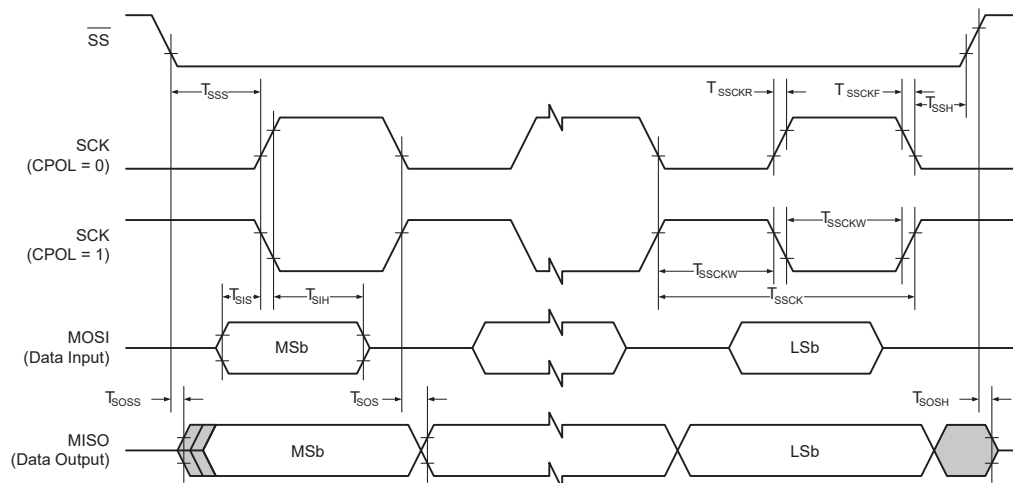 SS
TSSS
TSSCKR
TSSCKF
TSSH
SCK
(CPOL = 0)
SCK
(CPOL = 1)
TSSCKW
TSSCKW
TSSCK
TSIS
TSIH
MOSI
(Data Input)
MSb
LSb
TSOSS
TSOS
TSOSH
MISO
(Data Output)
MSb
LSb